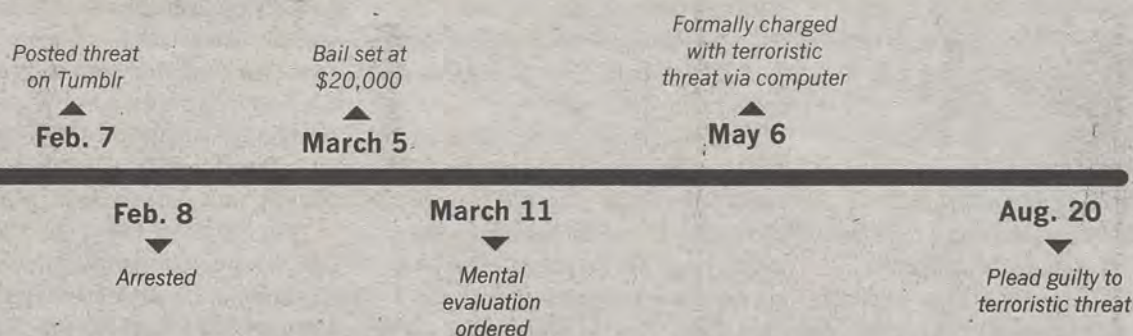 Posted threat
on Tumblr
Feb. 7
Feb. 8
Arrested
Bail set at
$20,000
March 5
March 11
Mental
evaluation
ordered
Formally charged
with terroristic
threat via computer
May 6
Aug. 20
Plead guilty to
terroristic threat